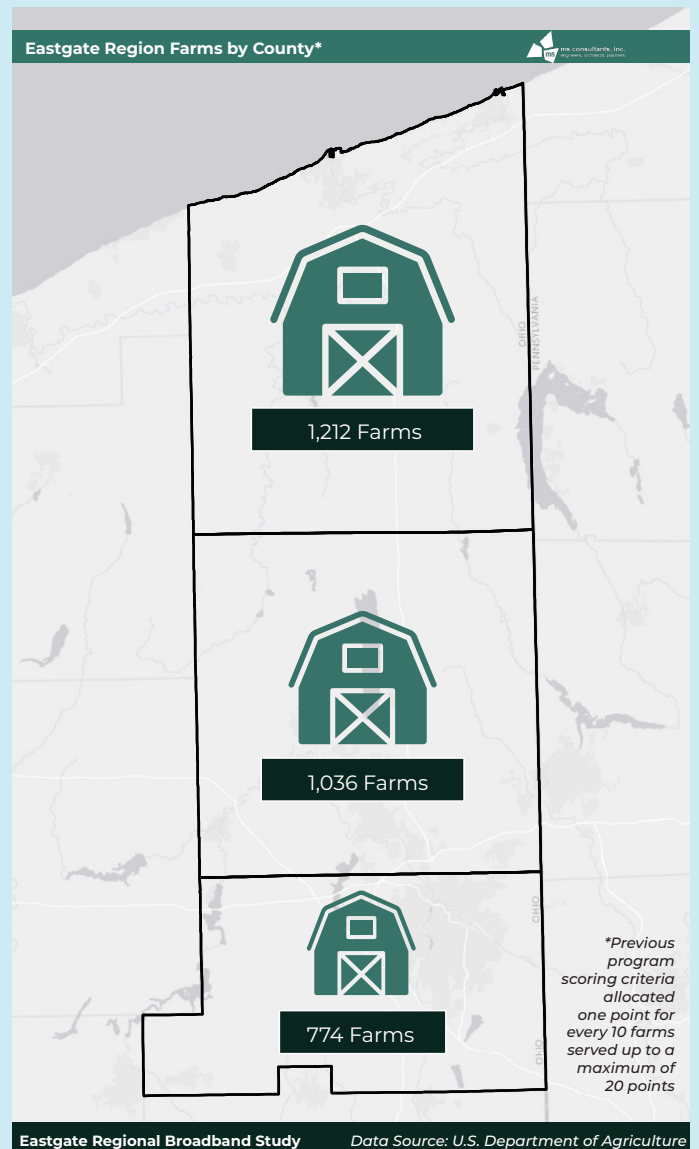 Eastgate Region Farms by County*
ms
ms consultants, inc.
engineers, architects, planners
OHIO
PENNSYLVANIA
1,212 Farms
1,036 Farms
OHIO
774 Farms
OHIO
*Previous
program
scoring criteria
allocated
one point for
every 10 farms
served up to a
maximum of
20 points
Eastgate Regional Broadband Study
Data Source: U.S. Department of Agriculture